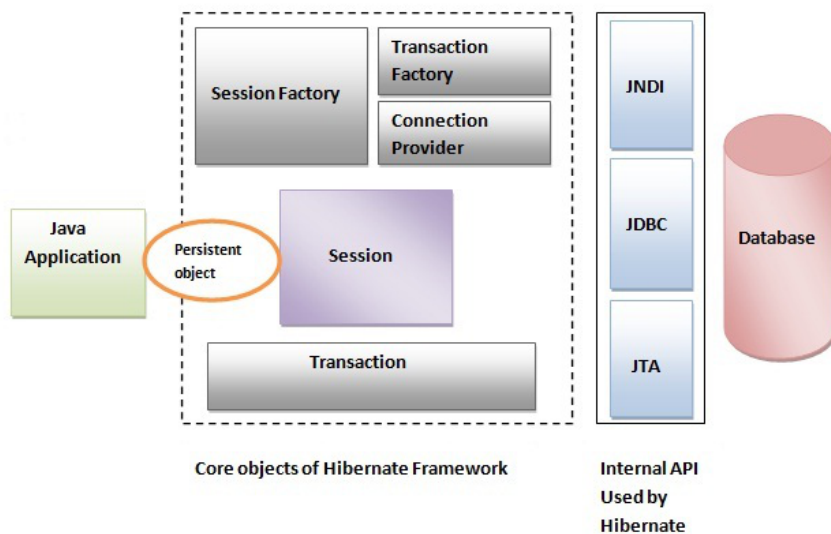 Session Factory
Transaction
Factory
Connection
Provider
JNDI
Java
Application
Persistent
object
Session
JDBC
Database
Transaction
JTA
Core objects of Hibernate Framework
Internal API
Used by
Hibernate